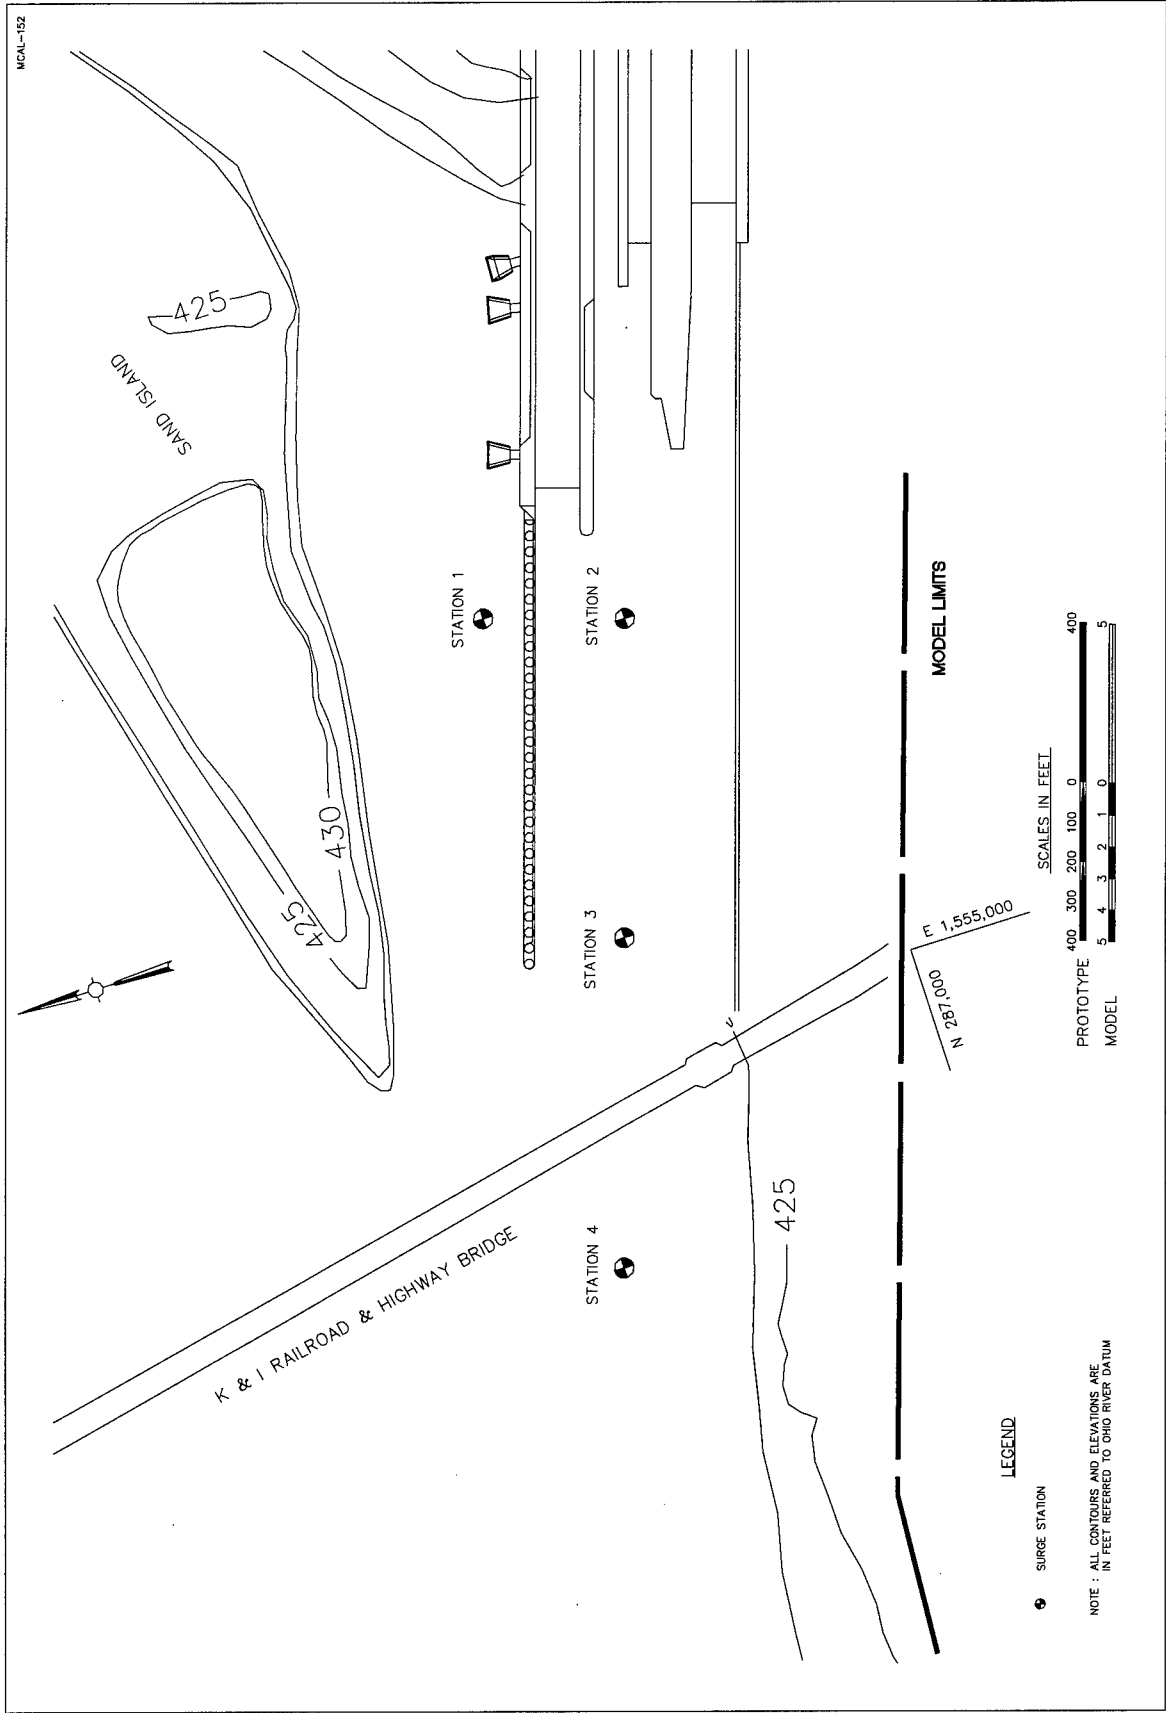 MCAL-152
SAND ISLAND
425
425
430
STATION 1
STATION 2
STATION 3
STATION 4
K & I RAILROAD & HIGHWAY BRIDGE
425
MODEL LIMITS
E 1,555,000
N 287,000
SCALES IN FEET
PROTOTYPE 400 300 200 100 0 400
MODEL 5 4 3 2 1 0 5
LEGEND
SURGE STATION
NOTE : ALL CONTOURS AND ELEVATIONS ARE
IN FEET REFERRED TO OHIO RIVER DATUM